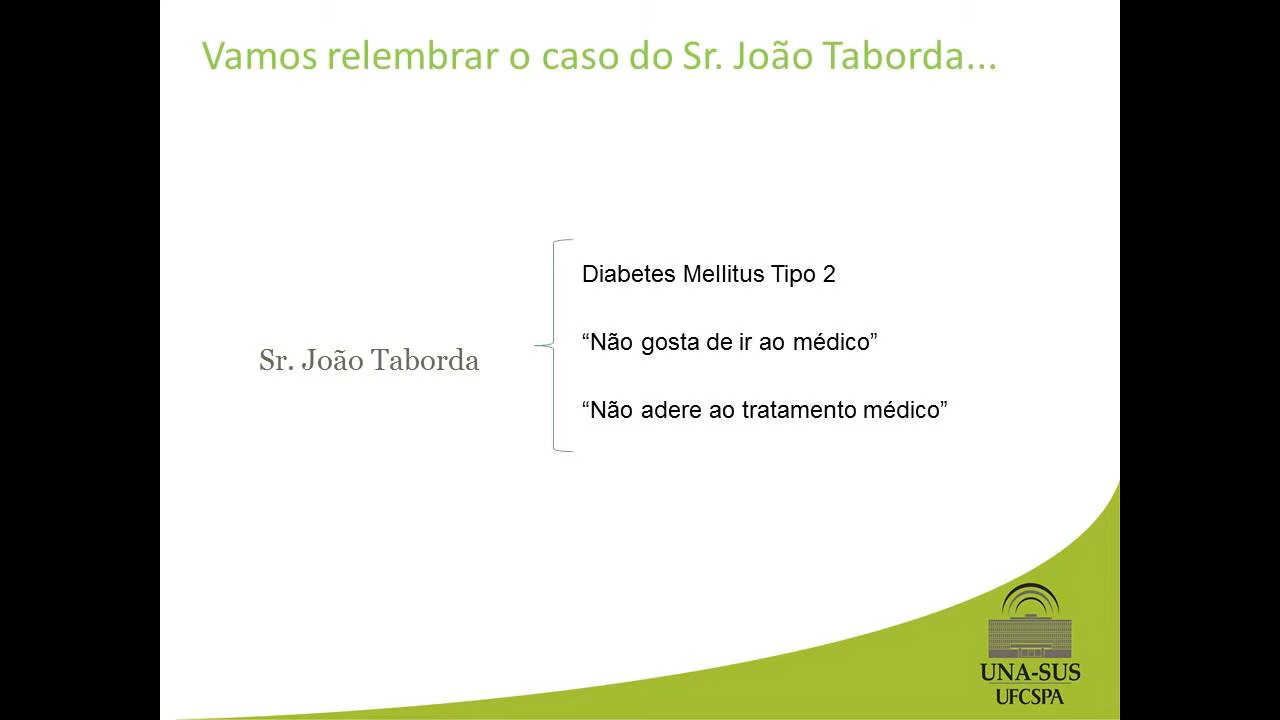 Vamos relembrar o caso do Sr. João Taborda...
Diabetes Mellitus Tipo 2
“Não gosta de ir ao médico”
Sr. João Taborda
“Não adere ao tratamento médico”
UNA-SUS
UFCSPA